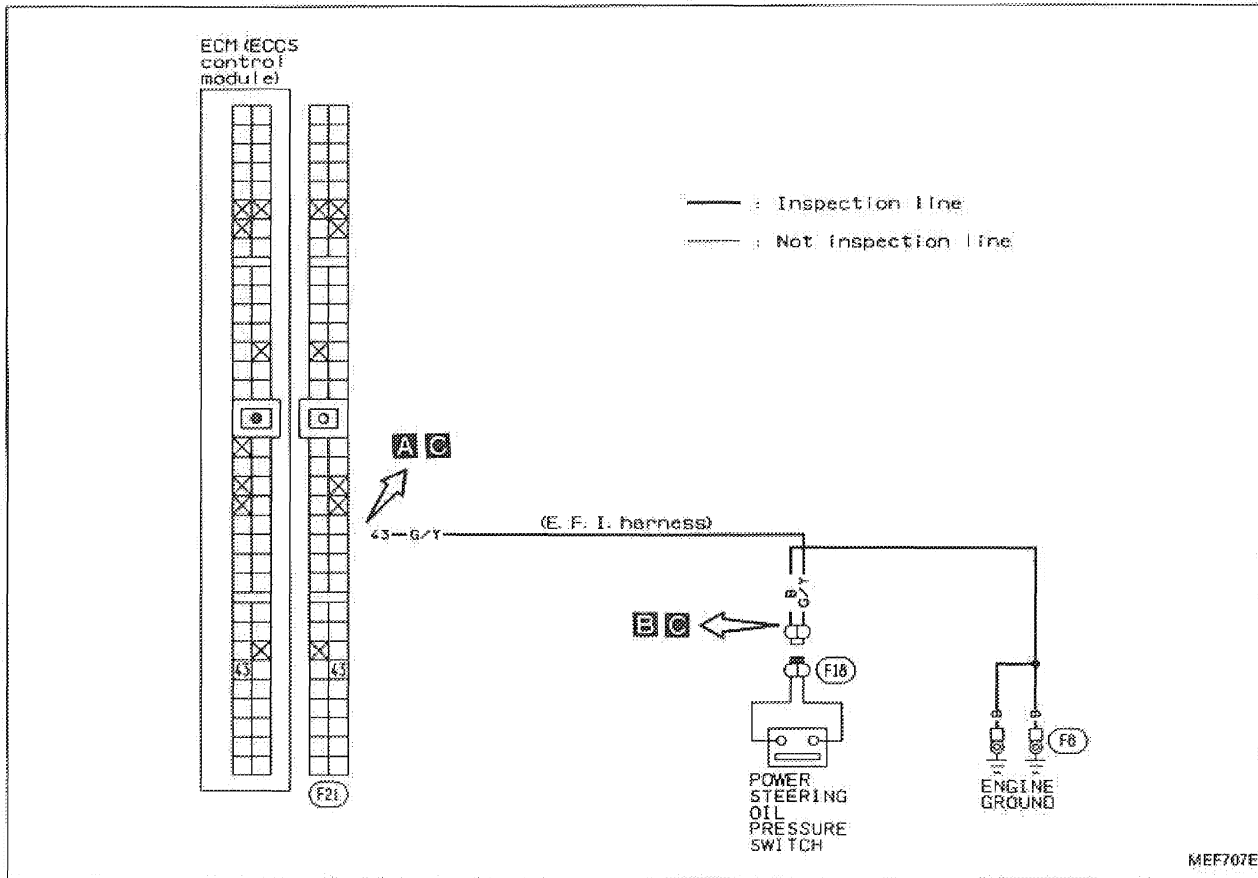 ECM (ECCS
control
module)
: Inspection line
: Not inspection line
A C
43 G/Y
(E. F. I. harness)
B
G/Y
B C
F18
43
43
B
B
F6
POWER
STEERING
OIL
PRESSURE
SWITCH
ENGINE
GROUND
F21
MEF707E